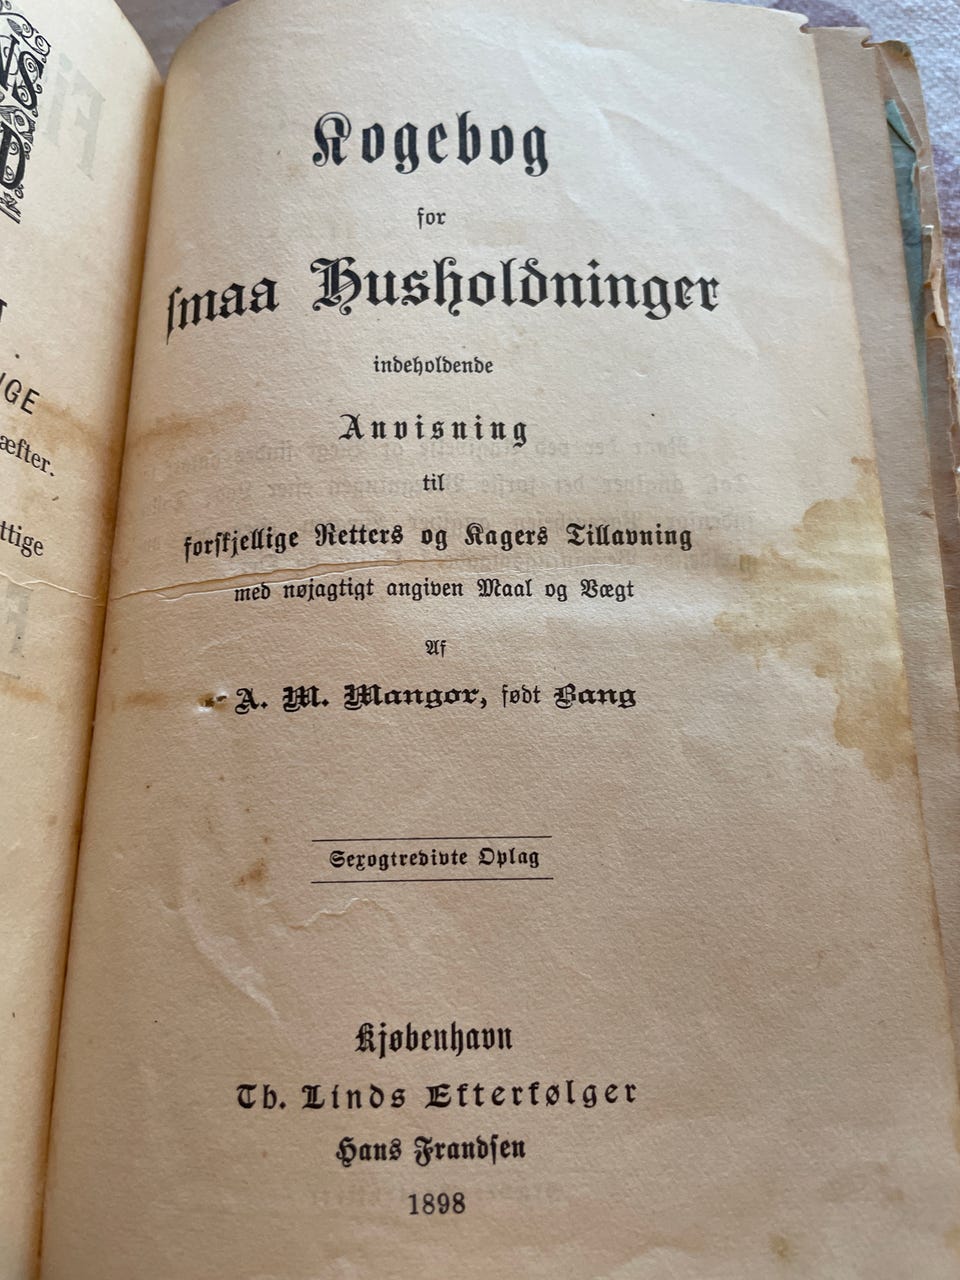 Kogebog
for
smaa Husholdninger
indeholdende
Anvisning
til
forskjellige Retters og Kagers Tillavning
med nøjagtigt angiven Maal og Vægt
Af
A. M. Mangor, født Bang
Sexogtredivte Oplag
Kjøbenhavn
Th. Linds Efterfølger
Hans Frandsen
1898